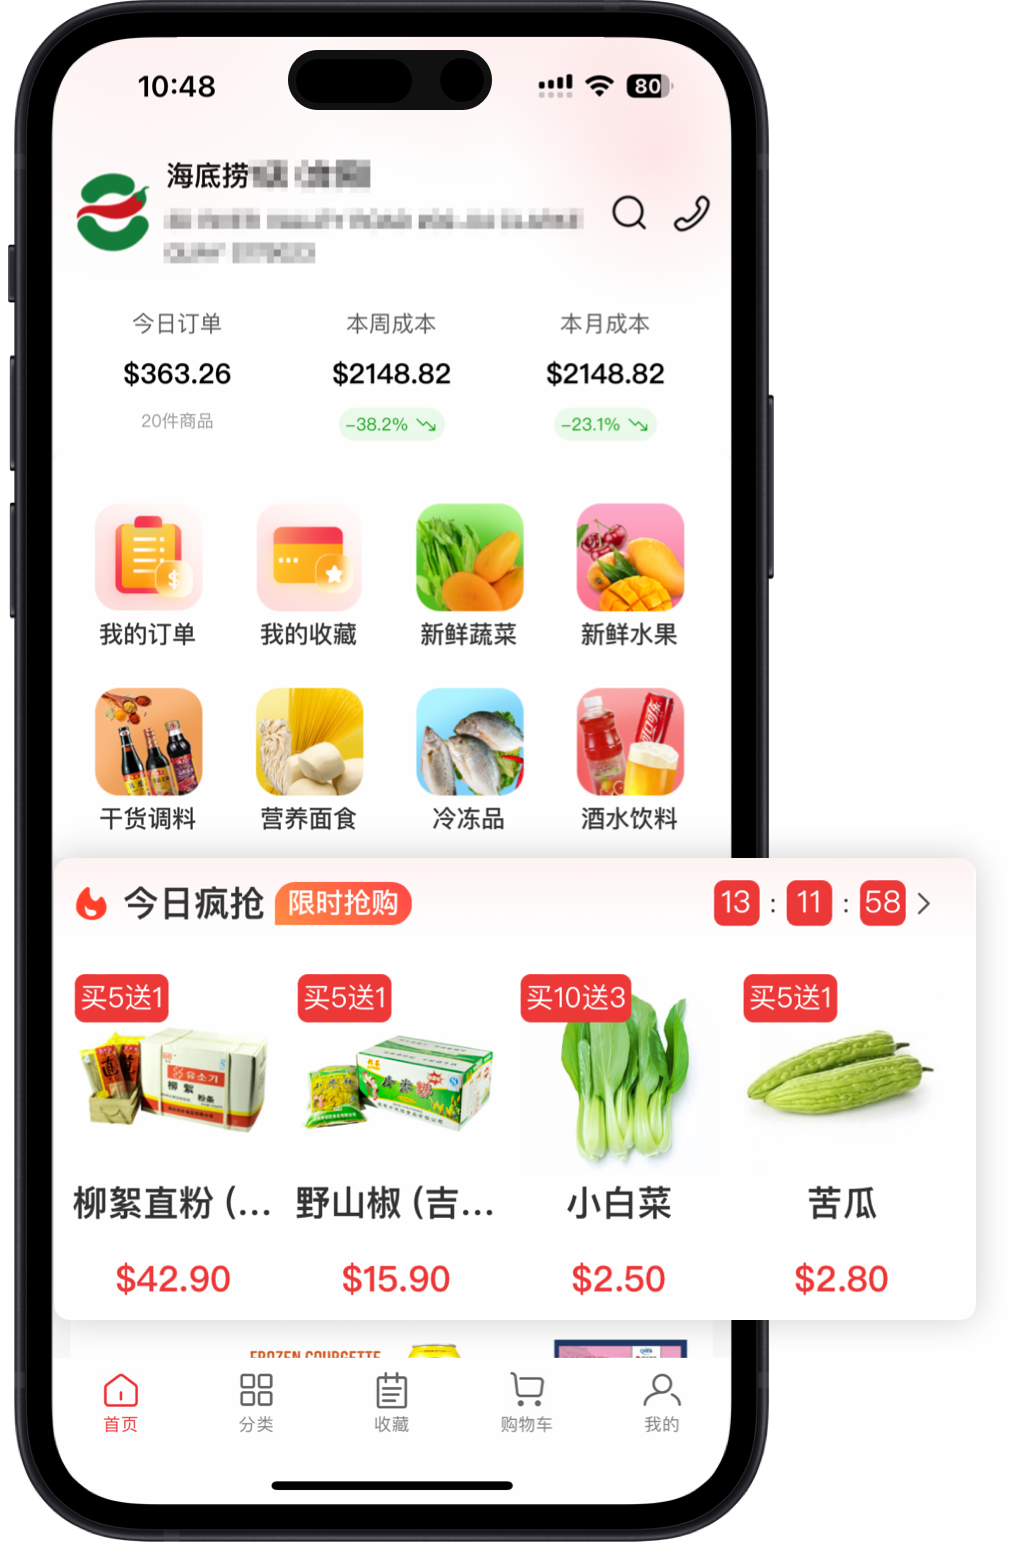 10:48
80
海底捞
今日订单
本周成本
本月成本
$363.26
$2148.82
$2148.82
20件商品
-38.2%
-23.1%
我的订单
我的收藏
新鲜蔬菜
新鲜水果
干货调料
营养面食
冷冻品
酒水饮料
今日疯抢
限时抢购
13 : 11 : 58
买5送1
买5送1
买10送3
买5送1
柳絮直粉 (...
野山椒 (吉...
小白菜
苦瓜
$42.90
$15.90
$2.50
$2.80
FROZEN COURGETTE
首页
分类
收藏
购物车
我的